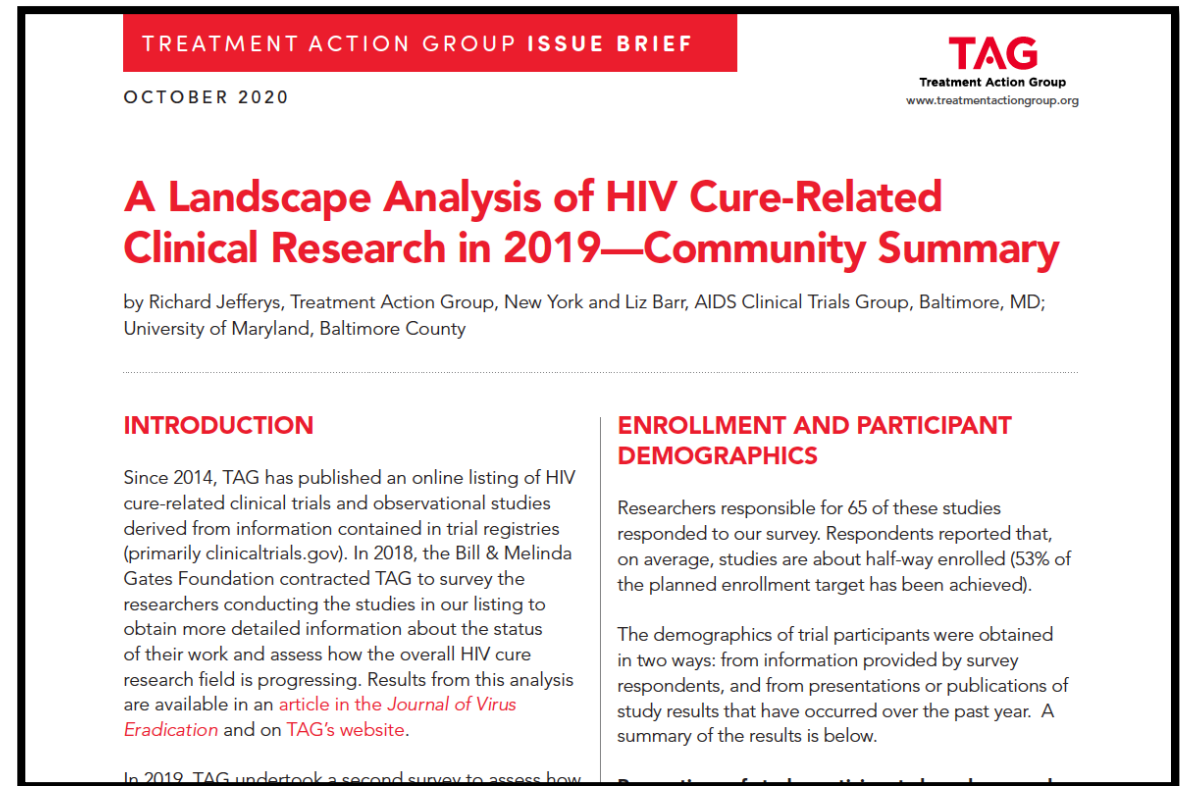 TREATMENT ACTION GROUP ISSUE BRIEF
OCTOBER 2020
TAG
Treatment Action Group
www.treatmentactiongroup.org
A Landscape Analysis of HIV Cure-Related
Clinical Research in 2019—Community Summary
by Richard Jefferys, Treatment Action Group, New York and Liz Barr, AIDS Clinical Trials Group, Baltimore, MD;
University of Maryland, Baltimore County
INTRODUCTION
Since 2014, TAG has published an online listing of HIV
cure-related clinical trials and observational studies
derived from information contained in trial registries
(primarily clinicaltrials.gov). In 2018, the Bill & Melinda
Gates Foundation contracted TAG to survey the
researchers conducting the studies in our listing to
obtain more detailed information about the status
of their work and assess how the overall HIV cure
research field is progressing. Results from this analysis
are available in an article in the Journal of Virus
Eradication and on TAG's website.
In 2019, TAG undertook a second survey to assess how
ENROLLMENT AND PARTICIPANT
DEMOGRAPHICS
Researchers responsible for 65 of these studies
responded to our survey. Respondents reported that,
on average, studies are about half-way enrolled (53% of
the planned enrollment target has been achieved).
The demographics of trial participants were obtained
in two ways: from information provided by survey
respondents, and from presentations or publications of
study results that have occurred over the past year.  A
summary of the results is below.